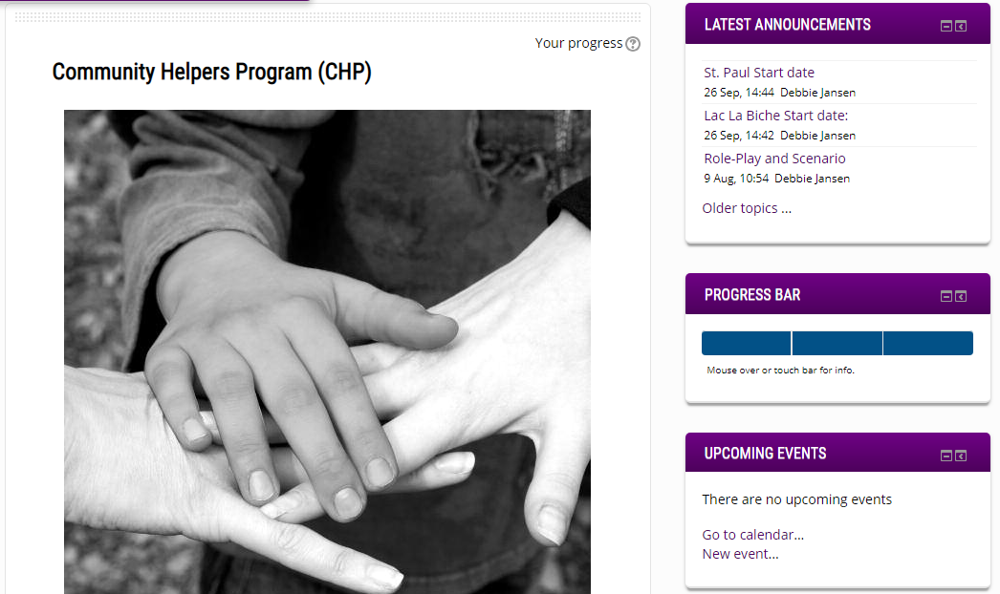 Your progress
Community Helpers Program (CHP)
LATEST ANNOUNCEMENTS
St. Paul Start date
26 Sep, 14:44 Debbie Jansen
Lac La Biche Start date:
26 Sep, 14:42 Debbie Jansen
Role-Play and Scenario
9 Aug, 10:54 Debbie Jansen
Older topics ...
PROGRESS BAR
Mouse over or touch bar for info.
UPCOMING EVENTS
There are no upcoming events
Go to calendar...
New event...